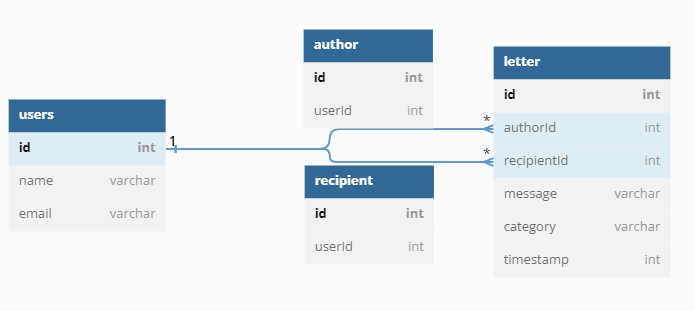 users
id int
name varchar
email varchar
1
author
id int
userId int
recipient
id int
userId int
*
*
letter
id int
authorId int
recipientId int
message varchar
category varchar
timestamp int